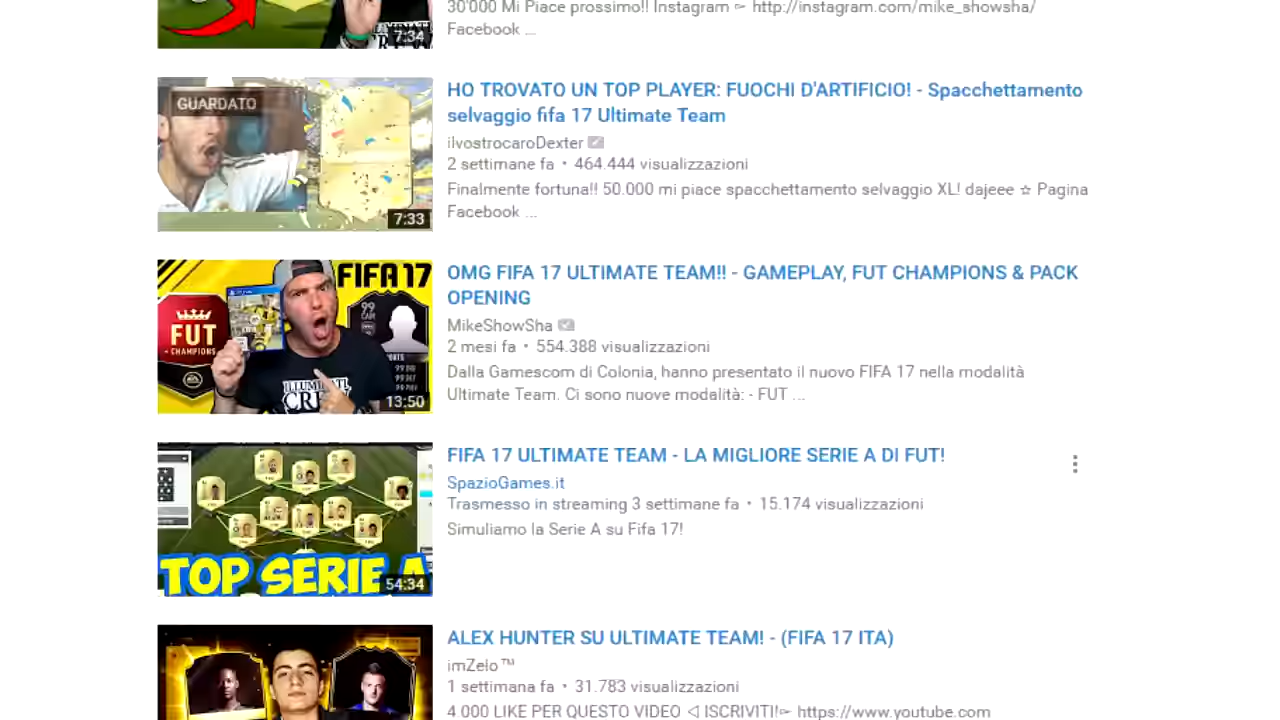 30'000 Mi Piace prossimo!! Instagram ➳ http://instagram.com/mike_showsha/
Facebook ...
7:34
HO TROVATO UN TOP PLAYER: FUOCHI D'ARTIFICIO! - Spacchettamento
selvaggio fifa 17 Ultimate Team
GUARDATO
ilvostrocaroDexter
2 settimane fa • 464.444 visualizzazioni
Finalmente fortuna!! 50.000 mi piace spacchettamento selvaggio XL! dajeee ☆ Pagina
Facebook ...
7:33
OMG FIFA 17 ULTIMATE TEAM!! - GAMEPLAY, FUT CHAMPIONS & PACK
OPENING
FIFA 17
99
CAM
FUT
CHAMPIONS
EA
ILLUMINATI
CRE
MikeShowSha
2 mesi fa • 554.388 visualizzazioni
Dalla Gamescom di Colonia, hanno presentato il nuovo FIFA 17 nella modalità
Ultimate Team. Ci sono nuove modalità: - FUT ...
13:50
FIFA 17 ULTIMATE TEAM - LA MIGLIORE SERIE A DI FUT!
SpazioGames.it
Trasmesso in streaming 3 settimane fa • 15.174 visualizzazioni
Simuliamo la Serie A su Fifa 17!
TOP SERIE A
54:34
ALEX HUNTER SU ULTIMATE TEAM! - (FIFA 17 ITA)
imZelo™
1 settimana fa • 31.783 visualizzazioni
4 000 LIKE PER QUESTO VIDEO ◁ ISCRIVITI!➳ https://www.youtube.com